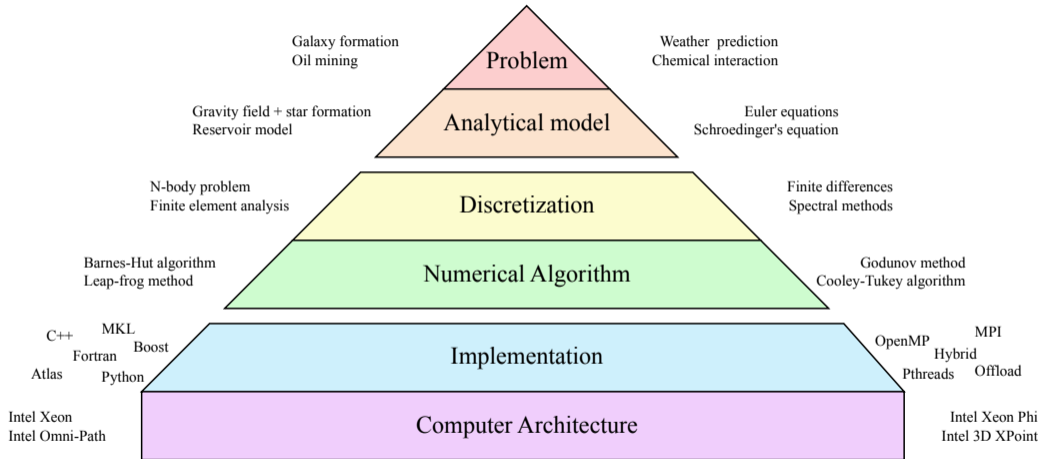 Galaxy formation
Oil mining
Problem
Weather prediction
Chemical interaction
Gravity field + star formation
Reservoir model
Analytical model
Euler equations
Schroedinger's equation
N-body problem
Finite element analysis
Discretization
Finite differences
Spectral methods
Barnes-Hut algorithm
Leap-frog method
Numerical Algorithm
Godunov method
Cooley-Tukey algorithm
C++
MKL
Fortran
Boost
Atlas
Python
Implementation
OpenMP
MPI
Hybrid
Pthreads
Offload
Intel Xeon
Intel Omni-Path
Computer Architecture
Intel Xeon Phi
Intel 3D XPoint